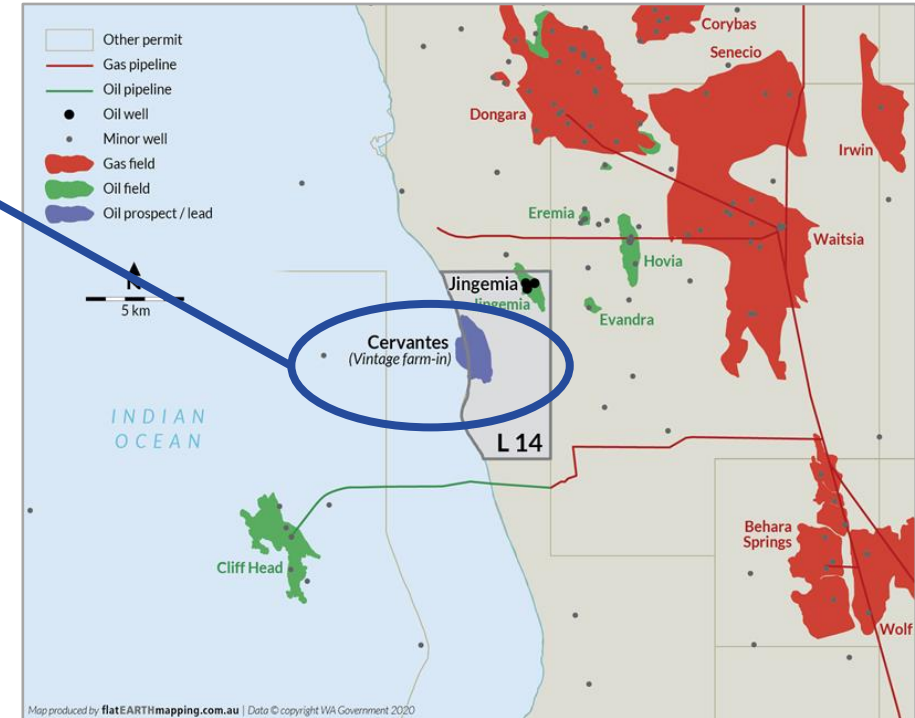 Other permit
Gas pipeline
Oil pipeline
Oil well
Minor well
Gas field
Oil field
Oil prospect / lead
N
5 km
Corybas
Senecio
Dongara
Irwin
Eremia
Waitsia
Hovia
Jingemia
Jingemia
Evandra
Cervantes
(Vintage farm-in)
INDIAN
OCEAN
L 14
Behara
Springs
Cliff Head
Wolf
Map produced by flatEARTHmapping.com.au | Data © copyright WA Government 2020